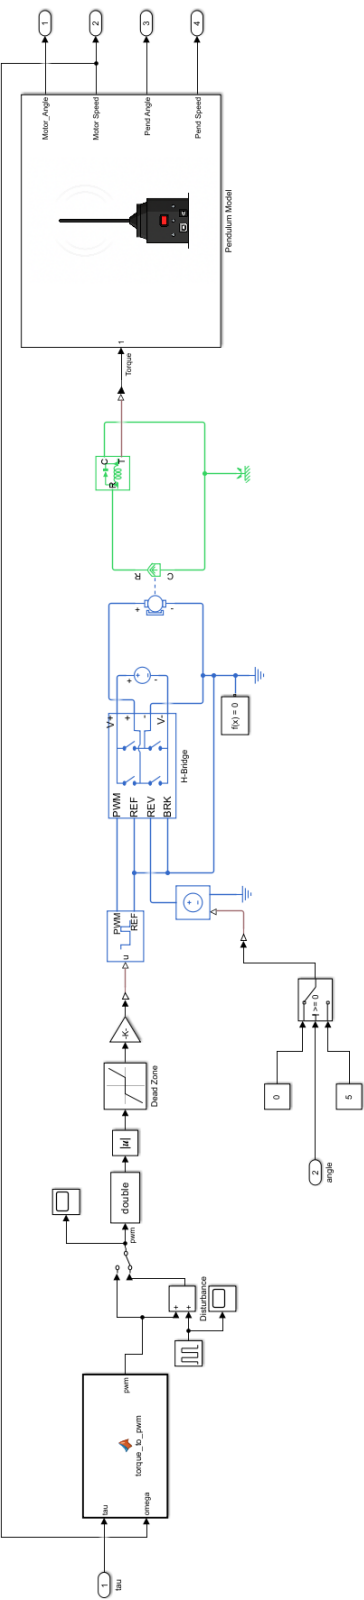 1
tau
tau
omega
torque_to_pwm
pwm
Disturbance
+
+
pwm
double
|u|
Dead Zone
-K-
u
PWM
REF
2
angle
0
5
>= 0
PWM
REF
REV
BRK
V+
+
-
V-
H-Bridge
+
-
+
-
f(x) = 0
R
C
R
C
T
Torque
1
Motor_Angle
Motor Speed
Pend Angle
Pend Speed
Pendulum Model
1
2
3
4